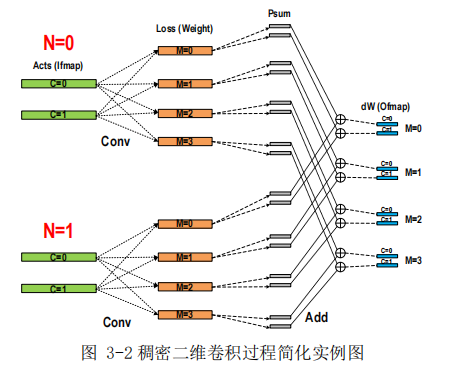 N=0
Acts (Ifmap)
Loss (Weight)
Psum
C=0
C=1
M=0
M=1
M=2
M=3
Conv
dW (Ofmap)
C=0
C=1
M=0
C=0
C=1
M=1
C=0
C=1
M=2
C=0
C=1
M=3
N=1
C=0
C=1
M=0
M=1
M=2
M=3
Conv
Add
图 3-2 稠密二维卷积过程简化实例图